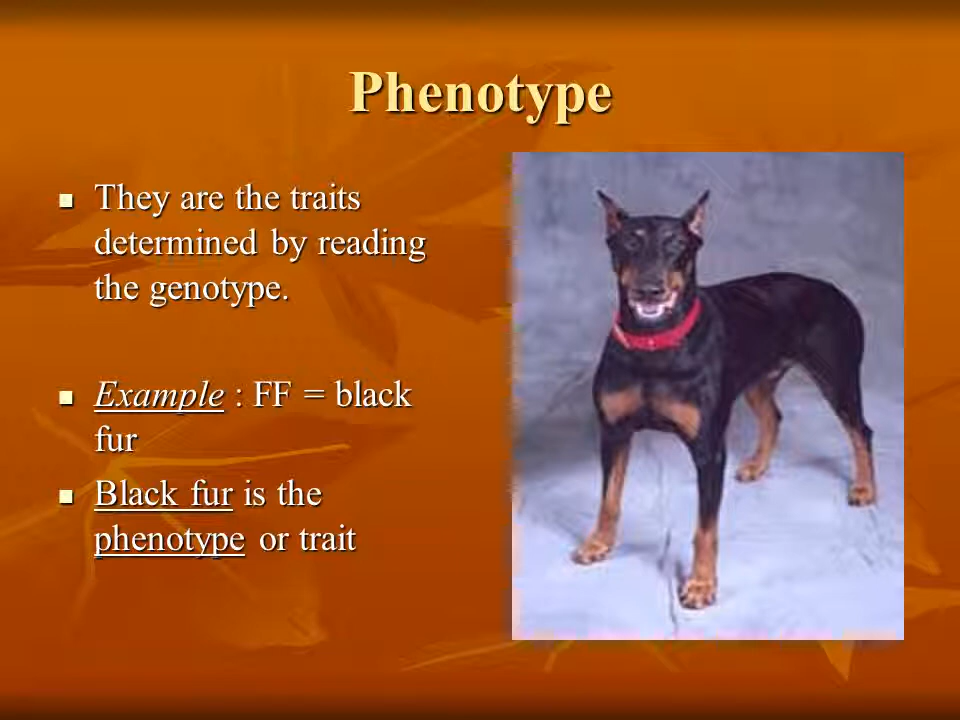 Phenotype
They are the traits
determined by reading
the genotype.
Example : FF = black
fur
Black fur is the
phenotype or trait